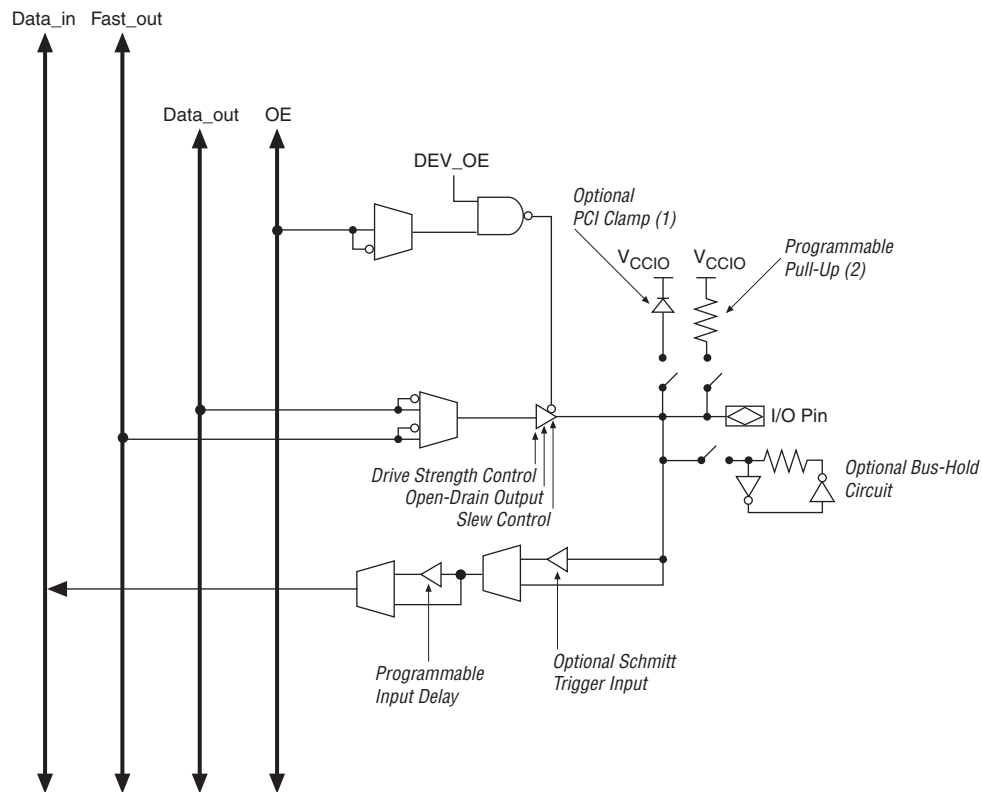 Data_in Fast_out
Data_out OE
DEV_OE
Optional
PCI Clamp (1)
VCCIO VCCIO
Programmable
Pull-Up (2)
I/O Pin
Drive Strength Control
Open-Drain Output
Slew Control
Optional Bus-Hold
Circuit
Programmable
Input Delay
Optional Schmitt
Trigger Input